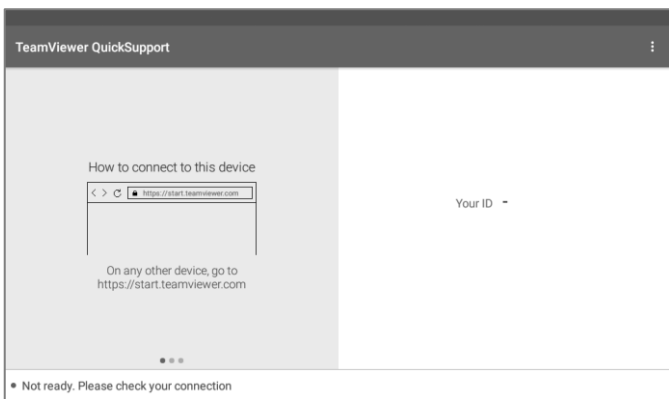 TeamViewer QuickSupport
How to connect to this device
https://start.teamviewer.com
On any other device, go to
https://start.teamviewer.com
Your ID -
Not ready. Please check your connection